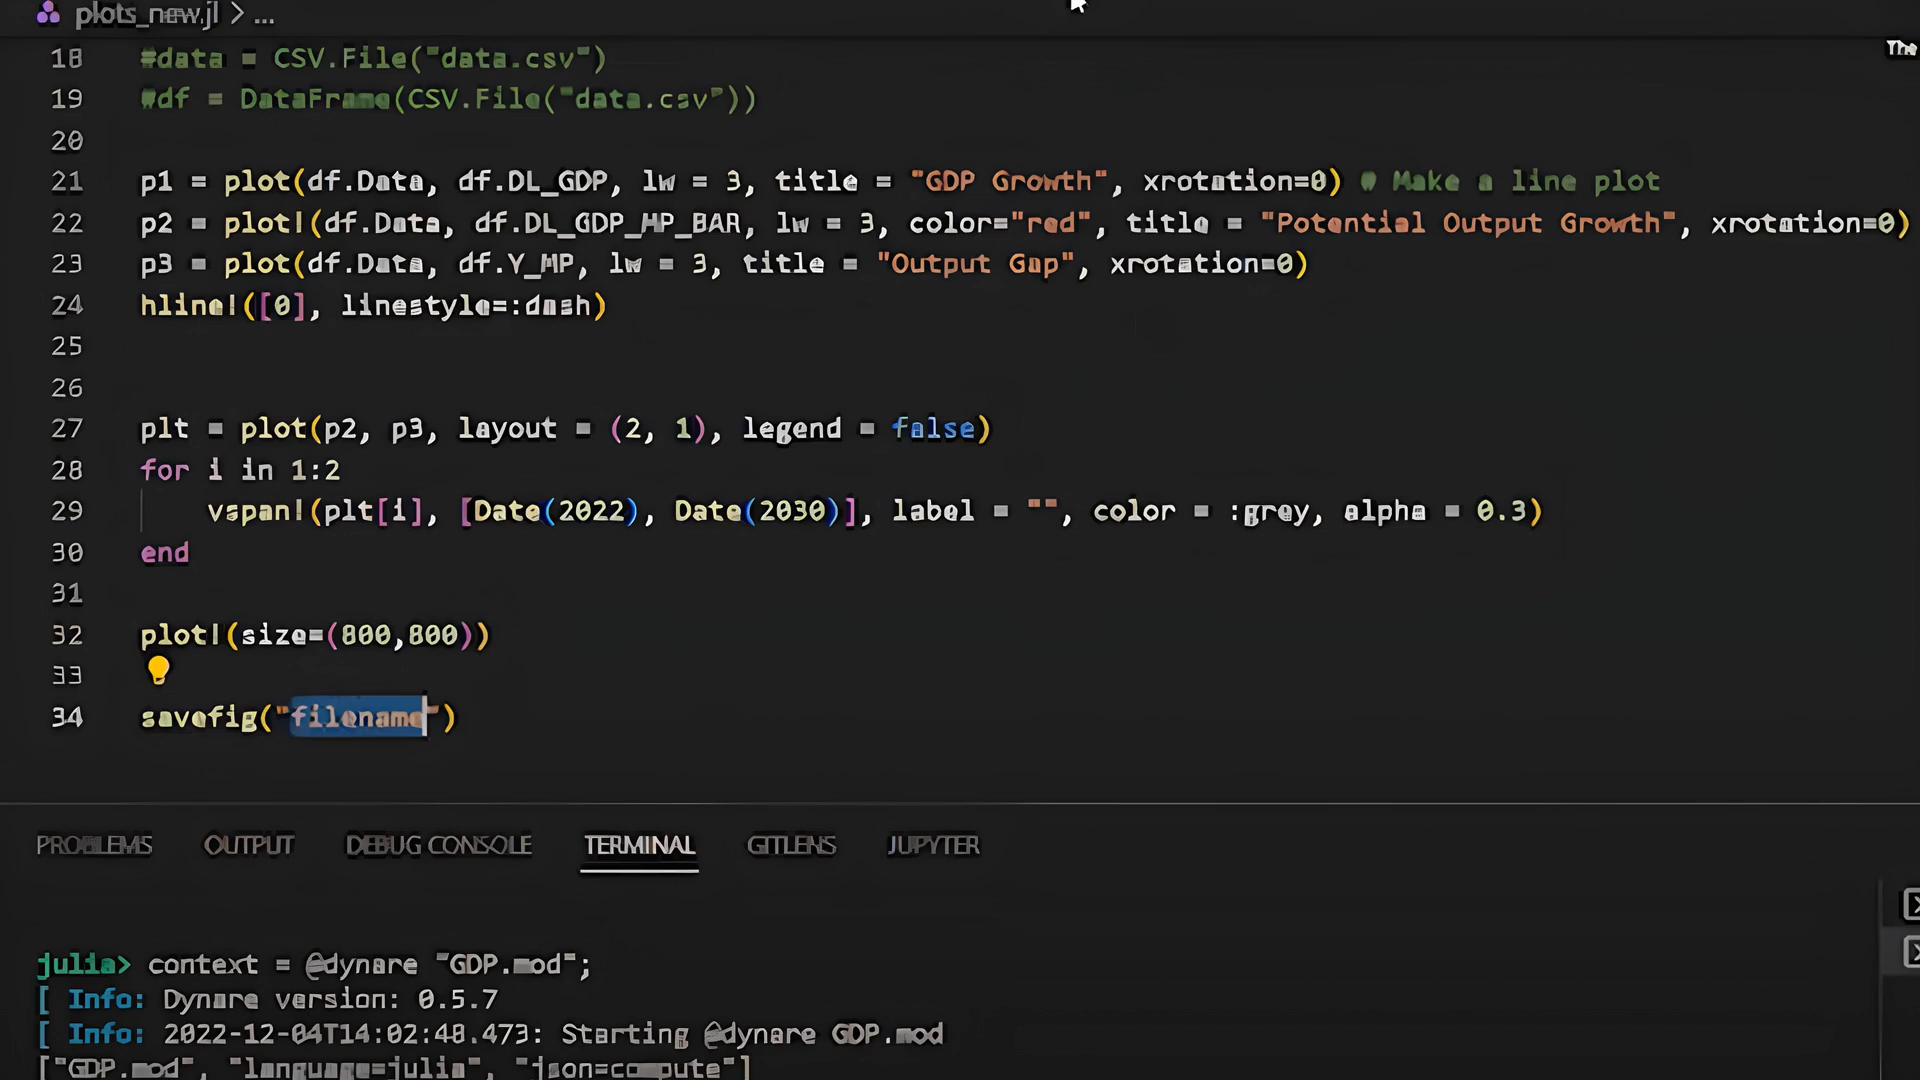 plots_new.jl > ...
The
18 #data = CSV.File("data.csv")
19 #df = DataFrame(CSV.File("data.csv"))
20
21 p1 = plot(df.Data, df.DL_GDP, lw = 3, title = "GDP Growth", xrotation=0) # Make a line plot
22 p2 = plot!(df.Data, df.DL_GDP_MP_BAR, lw = 3, color="red", title = "Potential Output Growth", xrotation=0)
23 p3 = plot(df.Data, df.Y_MP, lw = 3, title = "Output Gap", xrotation=0)
24 hline!([0], linestyle=:dash)
25
26
27 plt = plot(p2, p3, layout = (2, 1), legend = false)
28 for i in 1:2
29 vspan!(plt[i], [Date(2022), Date(2030)], label = "", color = :grey, alpha = 0.3)
30 end
31
32 plot!(size=(800,800))
33
34 savefig("filename")
PROBLEMS OUTPUT DEBUG CONSOLE TERMINAL GITLENS JUPYTER
julia> context = @dynare "GDP.mod";
[ Info: Dynare version: 0.5.7
[ Info: 2022-12-04T14:02:48.473: Starting @dynare GDP.mod
["GDP.mod", "language=julia", "json=compute"]